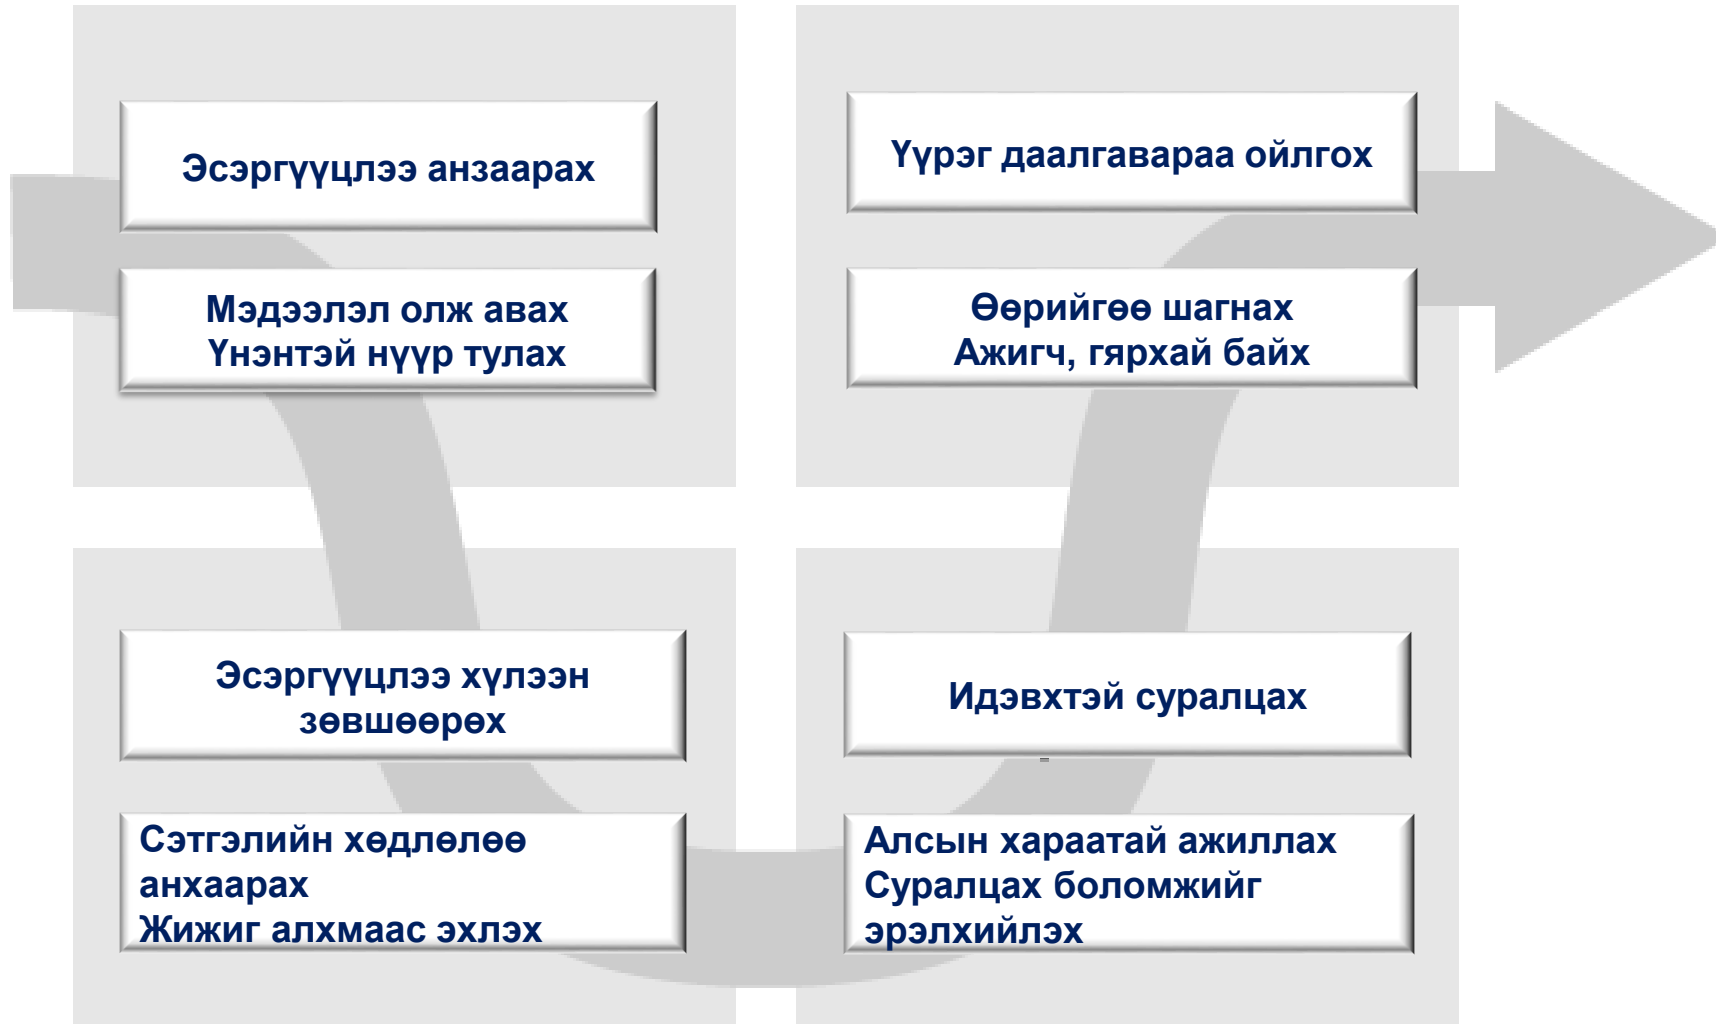 Эсэргүүцлээ анзаарах
Мэдээлэл олж авах
Үнэнтэй нүүр тулах
Үүрэг даалгавараа ойлгох
Өөрийгөө шагнах
Ажигч, гярхай байх
Эсэргүүцлээ хүлээн
зөвшөөрөх
Сэтгэлийн хөдлөлөө
анхаарах
Жижиг алхмаас эхлэх
Идэвхтэй суралцах
Алсын хараатай ажиллах
Суралцах боломжийг
эрэлхийлэх